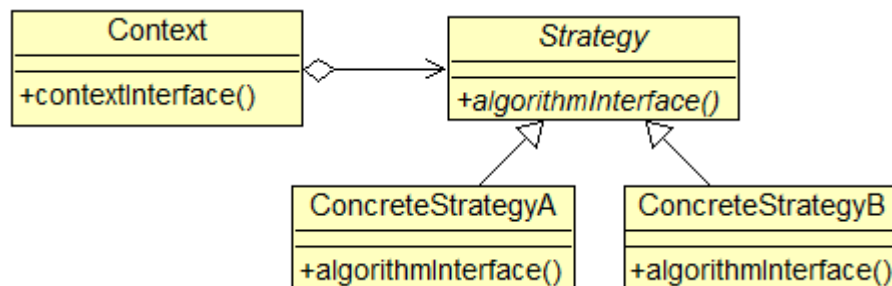 Context
+contextInterface()
Strategy
+algorithmInterface()
ConcreteStrategyA
+algorithmInterface()
ConcreteStrategyB
+algorithmInterface()